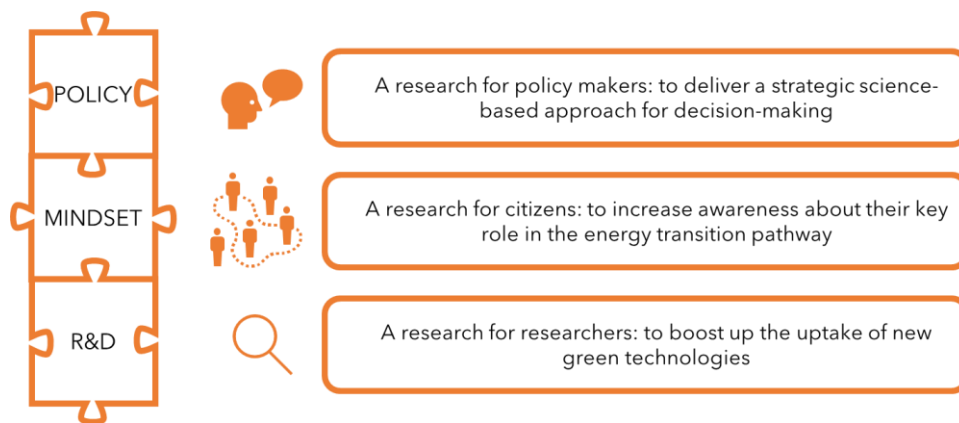 POLICY
A research for policy makers: to deliver a strategic science-
based approach for decision-making
MINDSET
A research for citizens: to increase awareness about their key
role in the energy transition pathway
R&D
A research for researchers: to boost up the uptake of new
green technologies